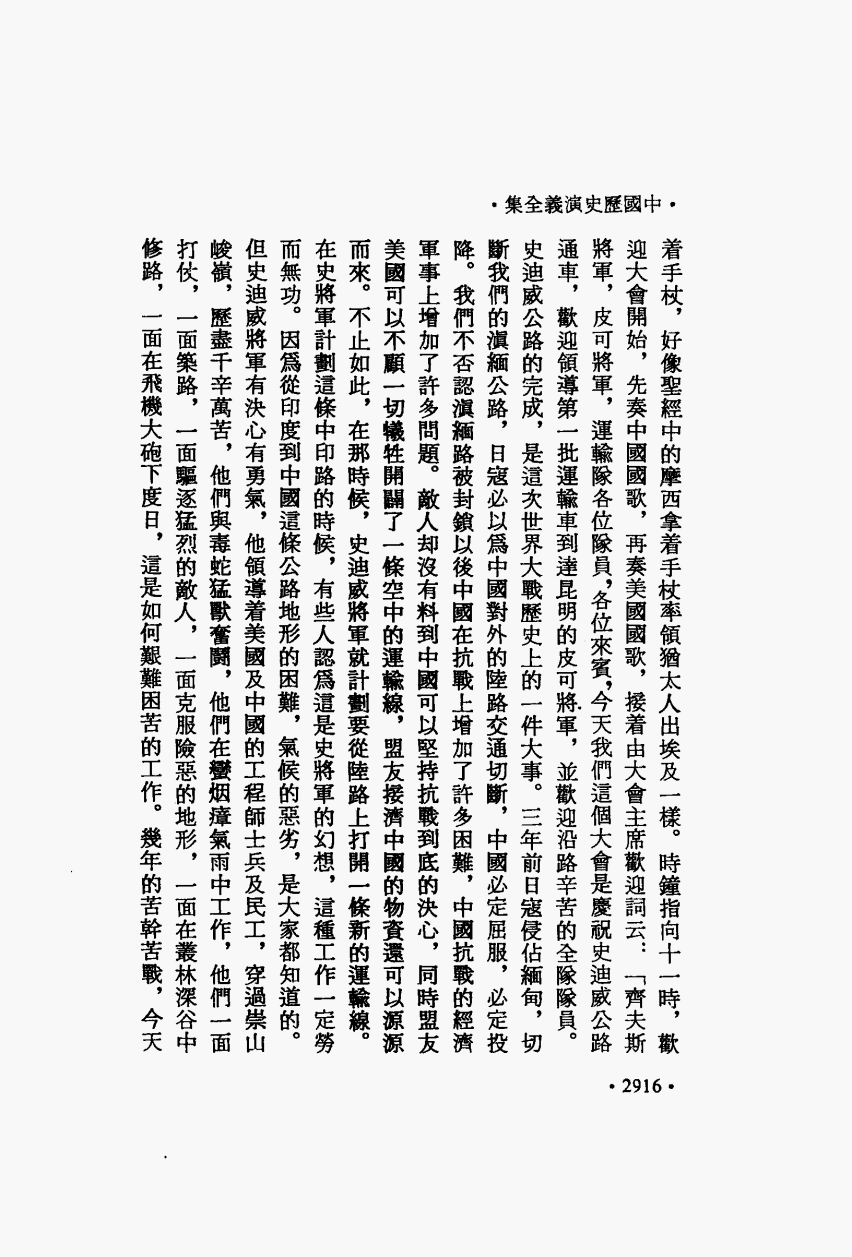 •中國歷史演義全集•
着手杖，好像聖經中的摩西拿着手杖率領猶太人出埃及一樣。時鐘指向十一時，歡
迎大會開始，先奏中國國歌，再奏美國國歌，接着由大會主席歡迎詞云：「齊夫斯
將軍，皮可將軍，運輸隊各位隊員，各位來賓，今天我們這個大會是慶祝史迪威公路
通車，歡迎領導第一批運輸車到達昆明的皮可將軍，並歡迎沿路辛苦的全隊隊員。
史迪威公路的完成，是這次世界大戰歷史上的一件大事。三年前日寇侵佔緬甸，切
斷我們的滇緬公路，日寇必以爲中國對外的陸路交通切斷，中國必定屈服，必定投
降。我們不否認滇緬路被封鎖以後中國在抗戰上增加了許多困難，中國抗戰的經濟
軍事上增加了許多問題。敵人却沒有料到中國可以堅持抗戰到底的決心，同時盟友
美國可以不顧一切犧牲開闢了一條空中的運輸線，盟友接濟中國的物資還可以源源
而來。不止如此，在那時候，史迪威將軍就計劃要從陸路上打開一條新的運輸線。
在史將軍計劃這條中印路的時候，有些人認爲這是史將軍的幻想，這種工作一定勞
而無功。因爲從印度到中國這條公路地形的困難，氣候的惡劣，是大家都知道的。
但史迪威將軍有決心有勇氣，他領導着美國及中國的工程師士兵及民工，穿過崇山
峻嶺，歷盡千辛萬苦，他們與毒蛇猛獸奮鬪，他們在蠻烟瘴氣雨中工作，他們一面
打仗，一面築路，一面驅逐猛烈的敵人，一面克服險惡的地形，一面在叢林深谷中
修路，一面在飛機大砲下度日，這是如何艱難困苦的工作。幾年的苦幹苦戰，今天
•2916•